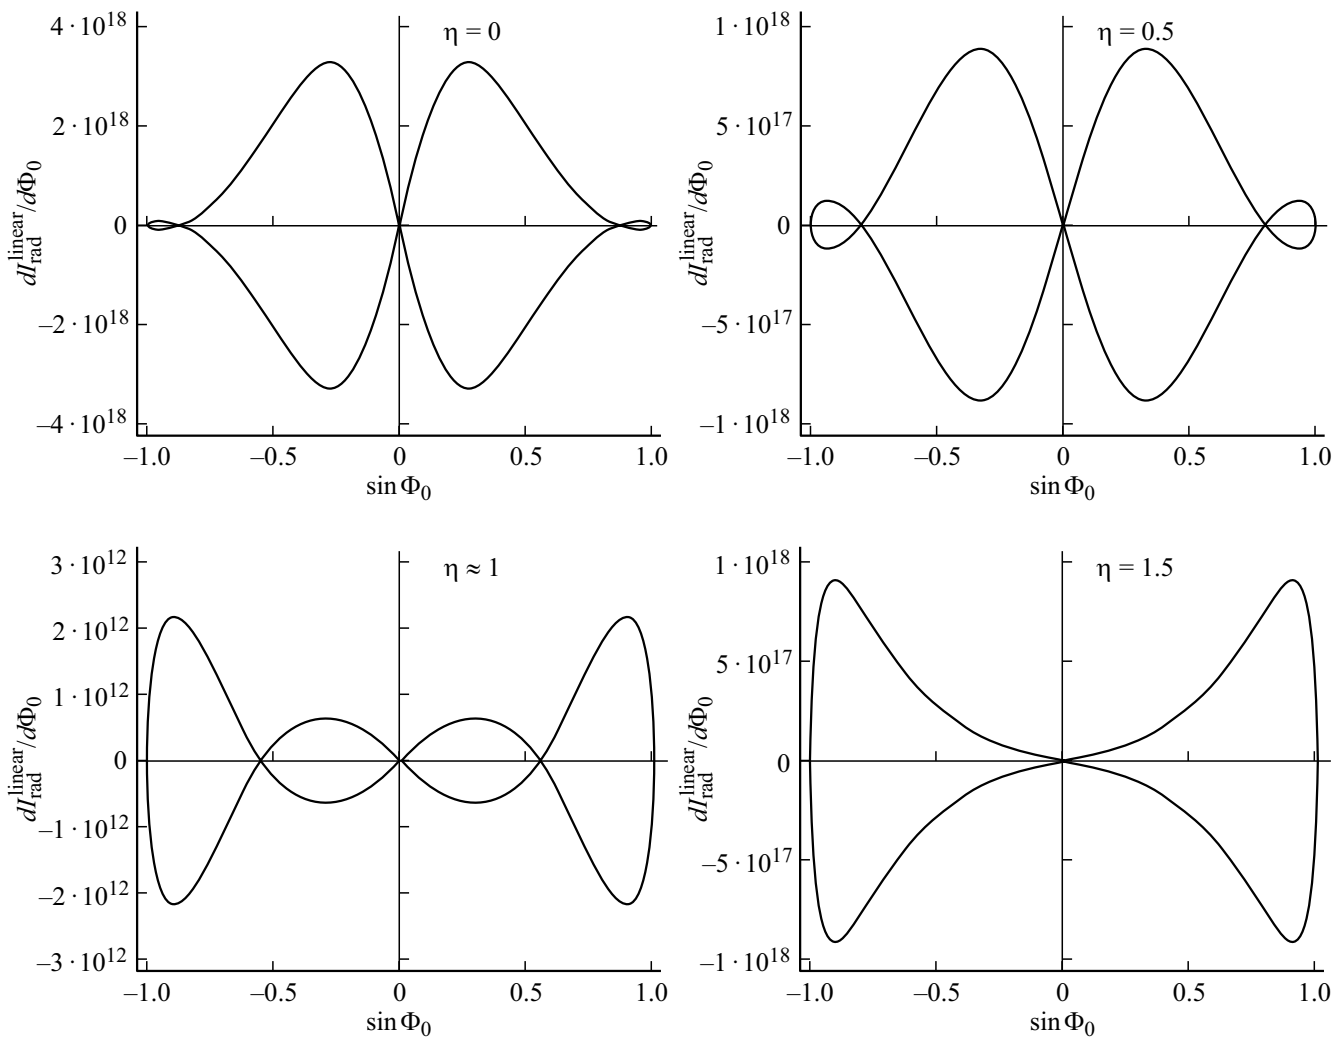 η = 0
4 · 10^18
2 · 10^18
0
–2 · 10^18
–4 · 10^18
dI_rad^linear/dΦ_0
–1.0 –0.5 0 0.5 1.0
sin Φ_0
η = 0.5
1 · 10^18
5 · 10^17
0
–5 · 10^17
–1 · 10^18
dI_rad^linear/dΦ_0
–1.0 –0.5 0 0.5 1.0
sin Φ_0
η ≈ 1
3 · 10^12
2 · 10^12
1 · 10^12
0
–1 · 10^12
–2 · 10^12
–3 · 10^12
dI_rad^linear/dΦ_0
–1.0 –0.5 0 0.5 1.0
sin Φ_0
η = 1.5
1 · 10^18
5 · 10^17
0
–5 · 10^17
–1 · 10^18
dI_rad^linear/dΦ_0
–1.0 –0.5 0 0.5 1.0
sin Φ_0